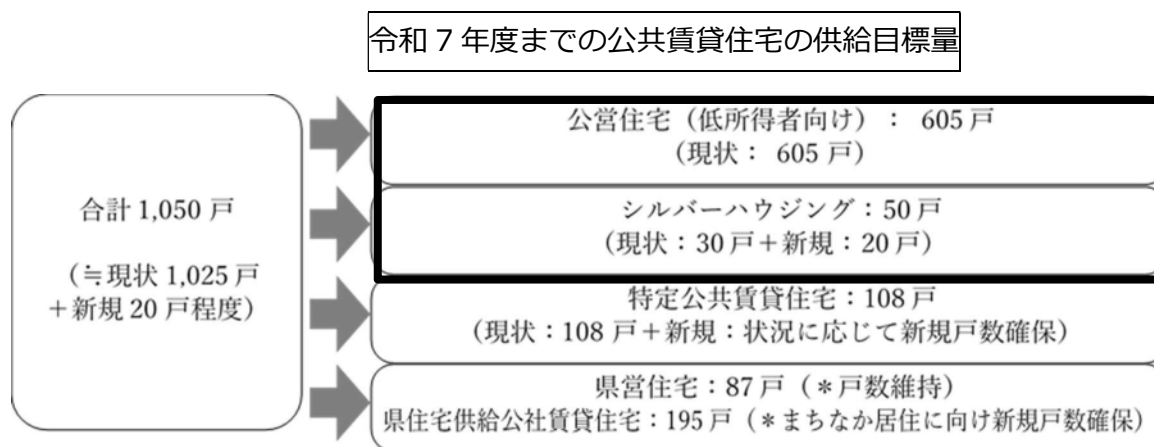 令和７年度までの公共賃貸住宅の供給目標量
合計 1,050 戸
（≒現状 1,025 戸
＋新規 20 戸程度）
公営住宅（低所得者向け）： 605 戸
（現状： 605 戸）
シルバーハウジング：50 戸
（現状：30 戸＋新規：20 戸）
特定公共賃貸住宅：108 戸
（現状：108 戸＋新規：状況に応じて新規戸数確保）
県営住宅：87 戸（＊戸数維持）
県住宅供給公社賃貸住宅：195 戸（＊まちなか居住に向け新規戸数確保）